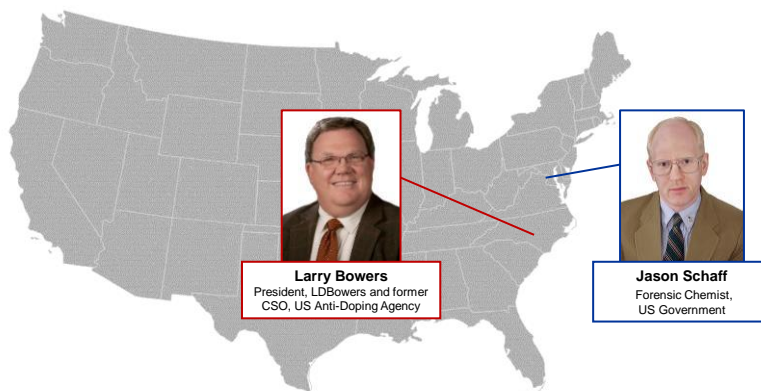 Larry Bowers
President, LDBowers and former
CSO, US Anti-Doping Agency
Jason Schaff
Forensic Chemist,
US Government